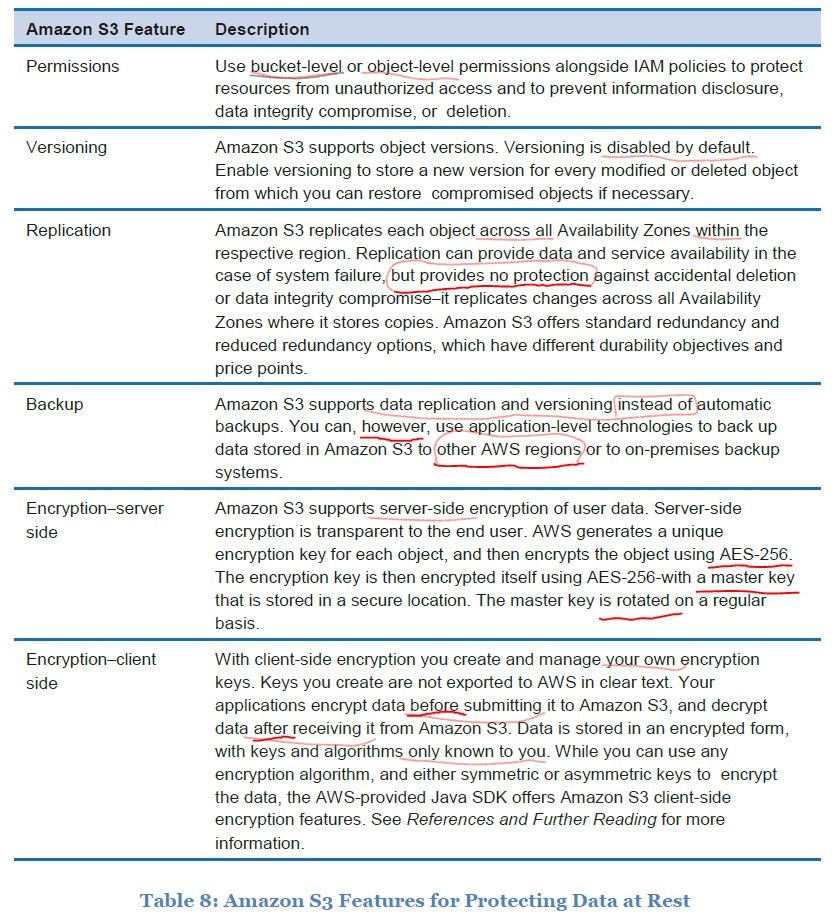 Amazon S3 Feature Description
Permissions Use bucket-level or object-level permissions alongside IAM policies to protect
resources from unauthorized access and to prevent information disclosure,
data integrity compromise, or deletion.
Versioning Amazon S3 supports object versions. Versioning is disabled by default.
Enable versioning to store a new version for every modified or deleted object
from which you can restore compromised objects if necessary.
Replication Amazon S3 replicates each object across all Availability Zones within the
respective region. Replication can provide data and service availability in the
case of system failure, but provides no protection against accidental deletion
or data integrity compromise–it replicates changes across all Availability
Zones where it stores copies. Amazon S3 offers standard redundancy and
reduced redundancy options, which have different durability objectives and
price points.
Backup Amazon S3 supports data replication and versioning instead of automatic
backups. You can, however, use application-level technologies to back up
data stored in Amazon S3 to other AWS regions or to on-premises backup
systems.
Encryption–server Amazon S3 supports server-side encryption of user data. Server-side
side encryption is transparent to the end user. AWS generates a unique
encryption key for each object, and then encrypts the object using AES-256.
The encryption key is then encrypted itself using AES-256-with a master key
that is stored in a secure location. The master key is rotated on a regular
basis.
Encryption–client With client-side encryption you create and manage your own encryption
side keys. Keys you create are not exported to AWS in clear text. Your
applications encrypt data before submitting it to Amazon S3, and decrypt
data after receiving it from Amazon S3. Data is stored in an encrypted form,
with keys and algorithms only known to you. While you can use any
encryption algorithm, and either symmetric or asymmetric keys to encrypt
the data, the AWS-provided Java SDK offers Amazon S3 client-side
encryption features. See References and Further Reading for more
information.
Table 8: Amazon S3 Features for Protecting Data at Rest